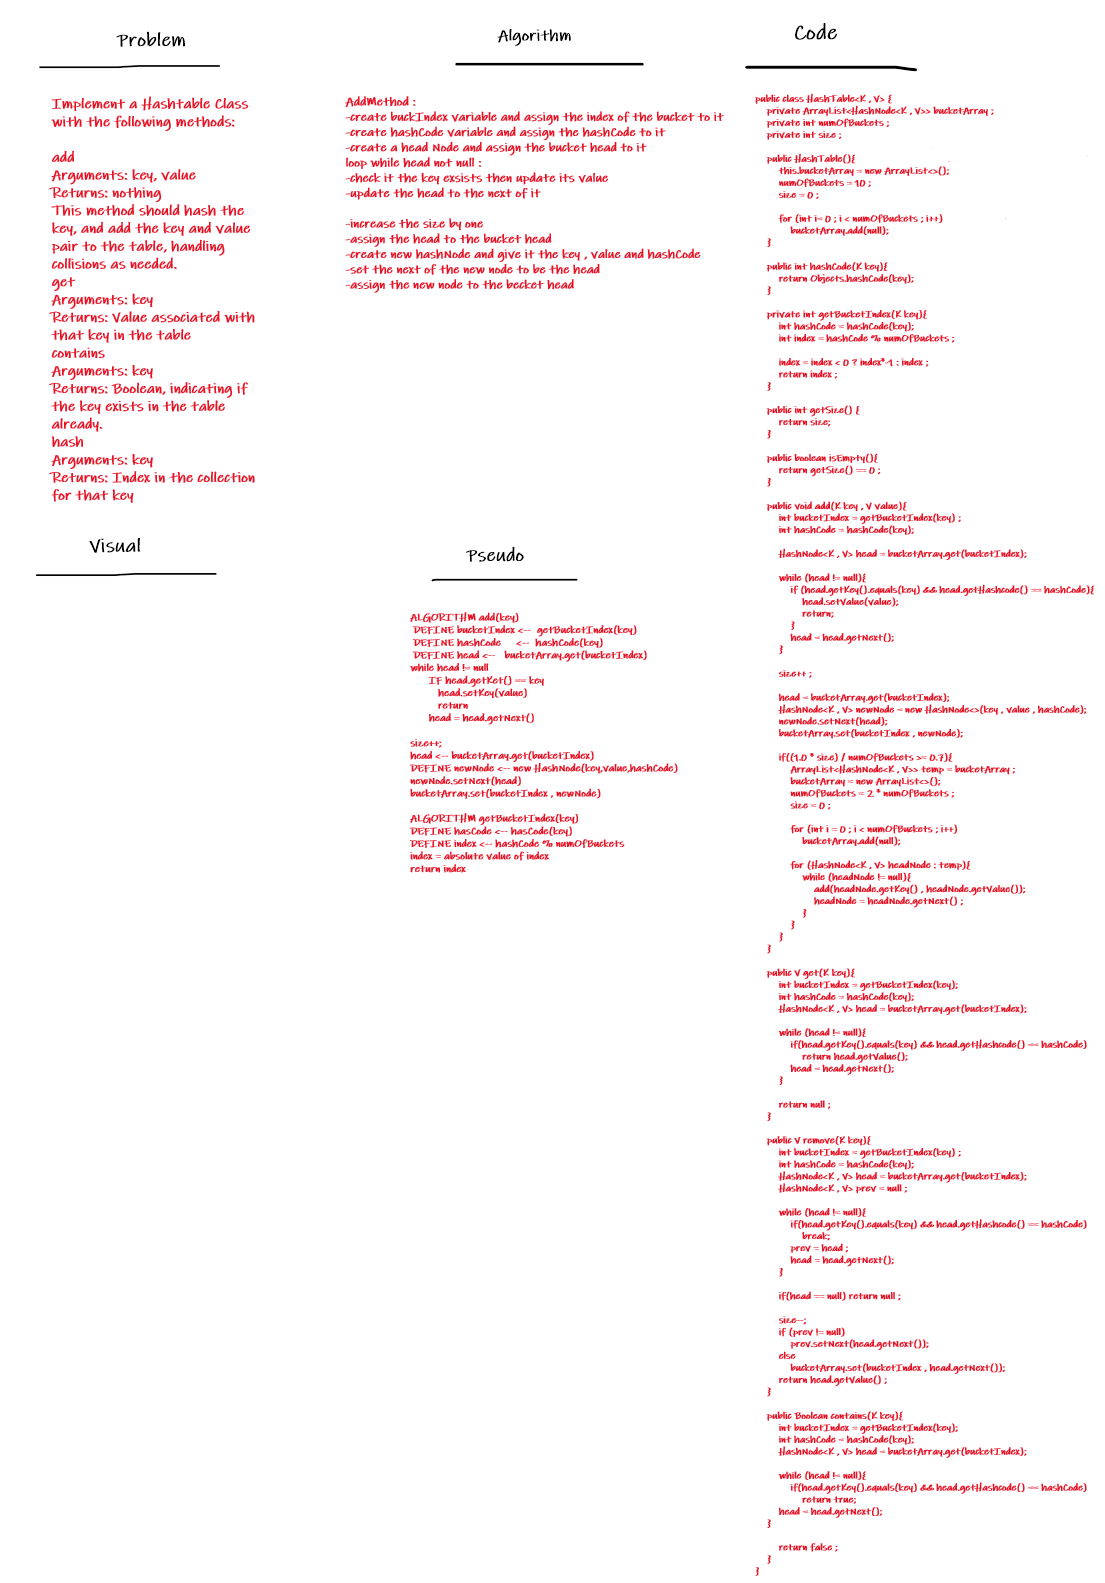 Problem
Implement a Hashtable Class
with the following methods:
add
Arguments: key, value
Returns: nothing
This method should hash the
key, and add the key and value
pair to the table, handling
collisions as needed.
get
Arguments: key
Returns: Value associated with
that key in the table
contains
Arguments: key
Returns: Boolean, indicating if
the key exists in the table
already.
hash
Arguments: key
Returns: Index in the collection
for that key
Visual
Algorithm
AddMethod :
-create buckIndex variable and assign the index of the bucket to it
-create hashCode variable and assign the hashCode to it
-create a head Node and assign the bucket head to it
loop while head not null :
-check it the key exsists then update its value
-update the head to the next of it
-increase the size by one
-assign the head to the bucket head
-create new hashNode and give it the key , value and hashCode
-set the next of the new node to be the head
-assign the new node to the becket head
Pseudo
ALGORITHM add(key)
DEFINE bucketIndex <-- getBucketIndex(key)
DEFINE hashCode <-- hashCode(key)
DEFINE head <-- bucketArray.get(bucketIndex)
while head != null
IF head.getKet() == key
head.setKey(value)
return
head = head.getNext()
size++;
head <-- bucketArray.get(bucketIndex)
DEFINE newNode <-- new HashNode(key,value,hashCode)
newNode.setNext(head)
bucketArray.set(bucketIndex , newNode)
ALGORITHM getBucketIndex(key)
DEFINE hasCode <-- hasCode(key)
DEFINE index <-- hashCode % numOfBuckets
index = absolute value of index
return index
Code
public class HashTable<K , V> {
private ArrayList<HashNode<K , V>> bucketArray ;
private int numOfBuckets ;
private int size ;
public HashTable(){
this.bucketArray = new ArrayList<>();
numOfBuckets = 10 ;
size = 0 ;
for (int i= 0 ; i < numOfBuckets ; i++)
bucketArray.add(null);
}
public int hashCode(K key){
return Objects.hashCode(key);
}
private int getBucketIndex(K key){
int hashCode = hashCode(key);
int index = hashCode % numOfBuckets ;
index = index < 0 ? index*-1 : index ;
return index ;
}
public int getSize() {
return size;
}
public boolean isEmpty(){
return getSize() == 0 ;
}
public void add(K key , V value){
int bucketIndex = getBucketIndex(key) ;
int hashCode = hashCode(key);
HashNode<K , V> head = bucketArray.get(bucketIndex);
while (head != null){
if (head.getKey().equals(key) && head.getHashcode() == hashCode){
head.setValue(value);
return;
}
head = head.getNext();
}
size++ ;
head = bucketArray.get(bucketIndex);
HashNode<K , V> newNode = new HashNode<>(key , value , hashCode);
newNode.setNext(head);
bucketArray.set(bucketIndex , newNode);
if((1.0 * size) / numOfBuckets >= 0.7){
ArrayList<HashNode<K , V>> temp = bucketArray ;
bucketArray = new ArrayList<>();
numOfBuckets = 2 * numOfBuckets ;
size = 0 ;
for (int i = 0 ; i < numOfBuckets ; i++)
bucketArray.add(null);
for (HashNode<K , V> headNode : temp){
while (headNode != null){
add(headNode.getKey() , headNode.getValue());
headNode = headNode.getNext() ;
}
}
}
}
public V get(K key){
int bucketIndex = getBucketIndex(key);
int hashCode = hashCode(key);
HashNode<K , V> head = bucketArray.get(bucketIndex);
while (head != null){
if(head.getKey().equals(key) && head.getHashcode() == hashCode)
return head.getValue();
head = head.getNext();
}
return null ;
}
public V remove(K key){
int bucketIndex = getBucketIndex(key) ;
int hashCode = hashCode(key);
HashNode<K , V> head = bucketArray.get(bucketIndex);
HashNode<K , V> prev = null ;
while (head != null){
if(head.getKey().equals(key) && head.getHashcode() == hashCode)
break;
prev = head ;
head = head.getNext();
}
if(head == null) return null ;
size--;
if (prev != null)
prev.setNext(head.getNext());
else
bucketArray.set(bucketIndex , head.getNext());
return head.getValue() ;
}
public Boolean contains(K key){
int bucketIndex = getBucketIndex(key);
int hashCode = hashCode(key);
HashNode<K , V> head = bucketArray.get(bucketIndex);
while (head != null){
if(head.getKey().equals(key) && head.getHashcode() == hashCode)
return true;
head = head.getNext();
}
return false ;
}
}